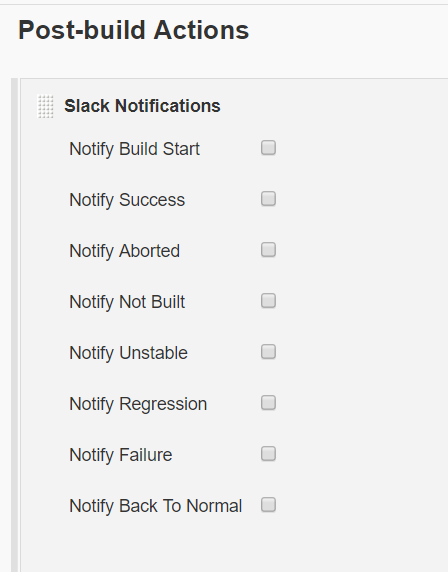 Post-build Actions
Slack Notifications
Notify Build Start
Notify Success
Notify Aborted
Notify Not Built
Notify Unstable
Notify Regression
Notify Failure
Notify Back To Normal